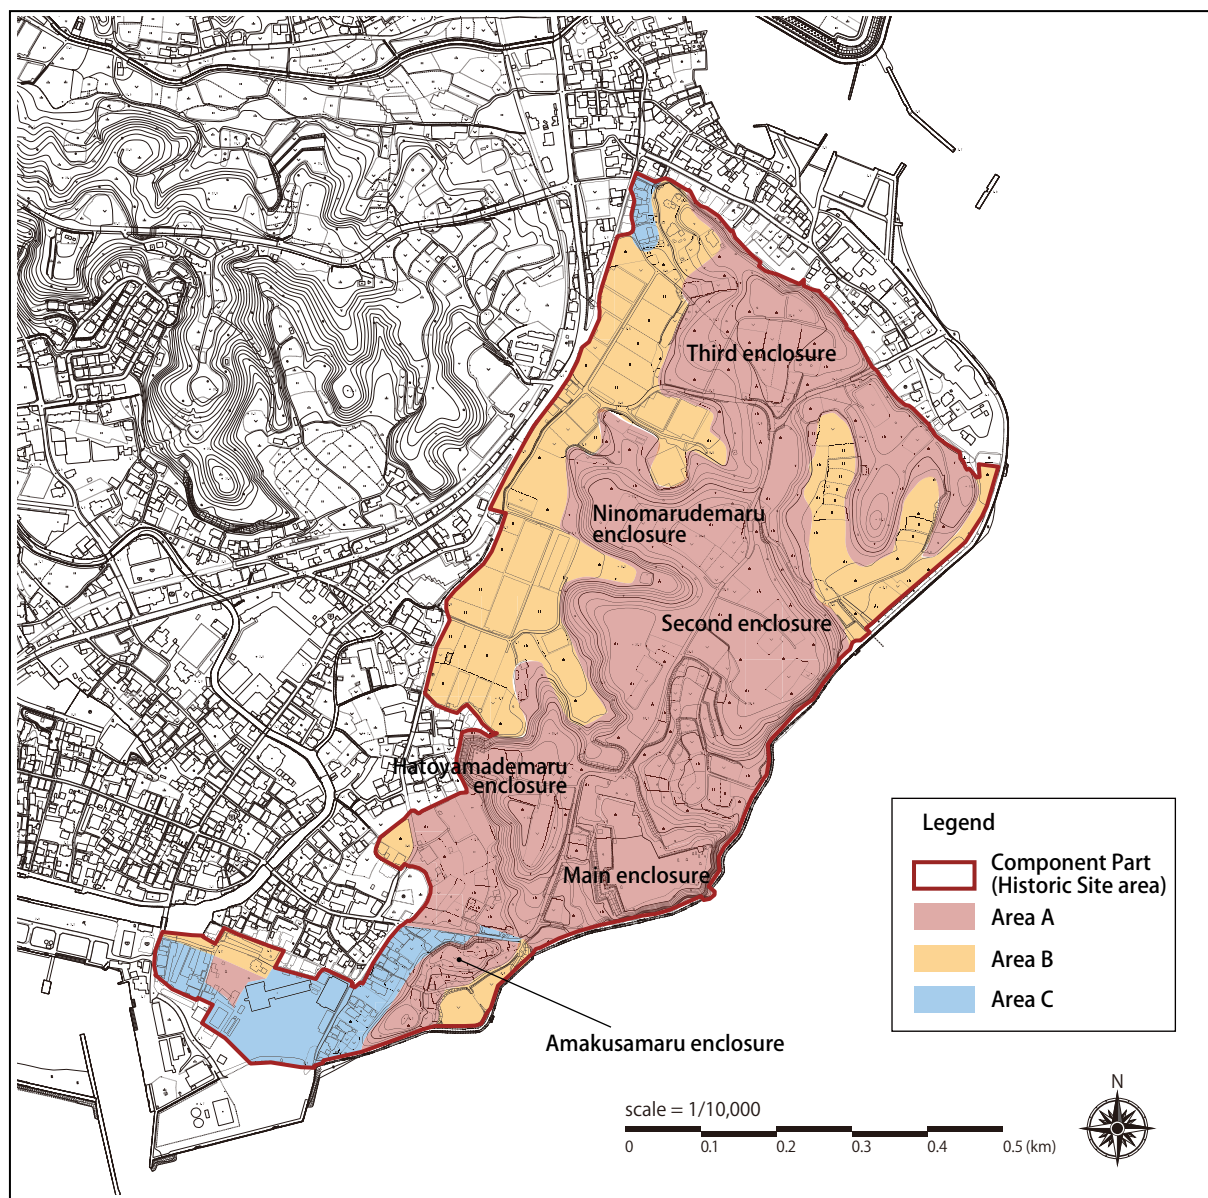 Third enclosure
Ninomarudemaru
enclosure
Second enclosure
Hatoyamademaru
enclosure
Main enclosure
Amakusamaru enclosure
Legend
Component Part
(Historic Site area)
Area A
Area B
Area C
scale = 1/10,000
0 0.1 0.2 0.3 0.4 0.5 (km)
N